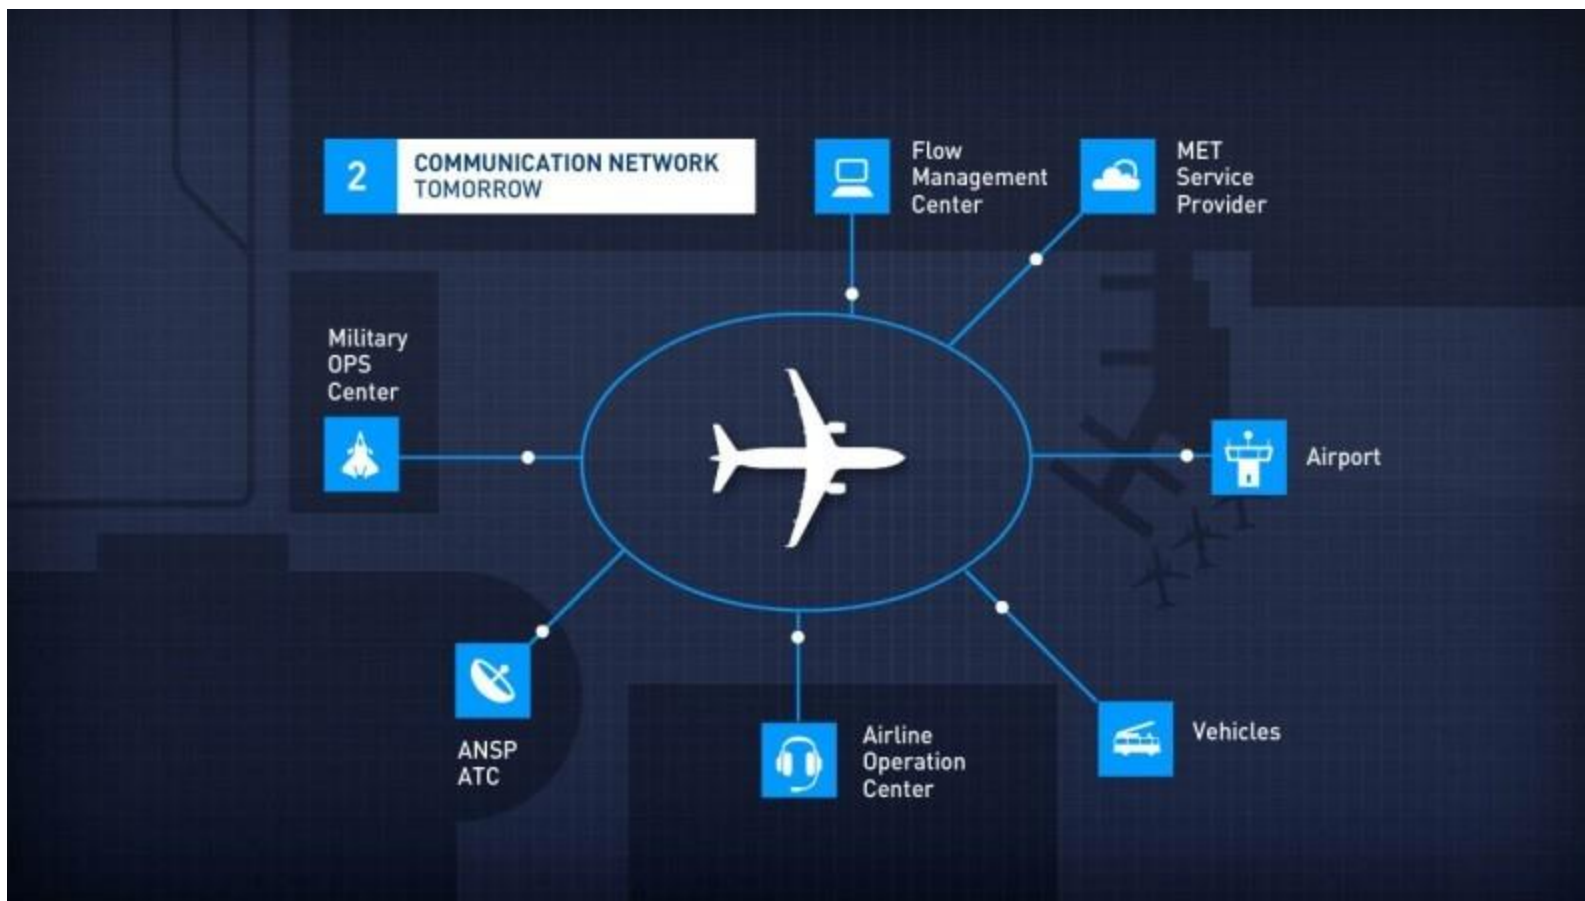 2
COMMUNICATION NETWORK
TOMORROW
Flow
Management
Center
MET
Service
Provider
Military
OPS
Center
Airport
ANSP
ATC
Airline
Operation
Center
Vehicles